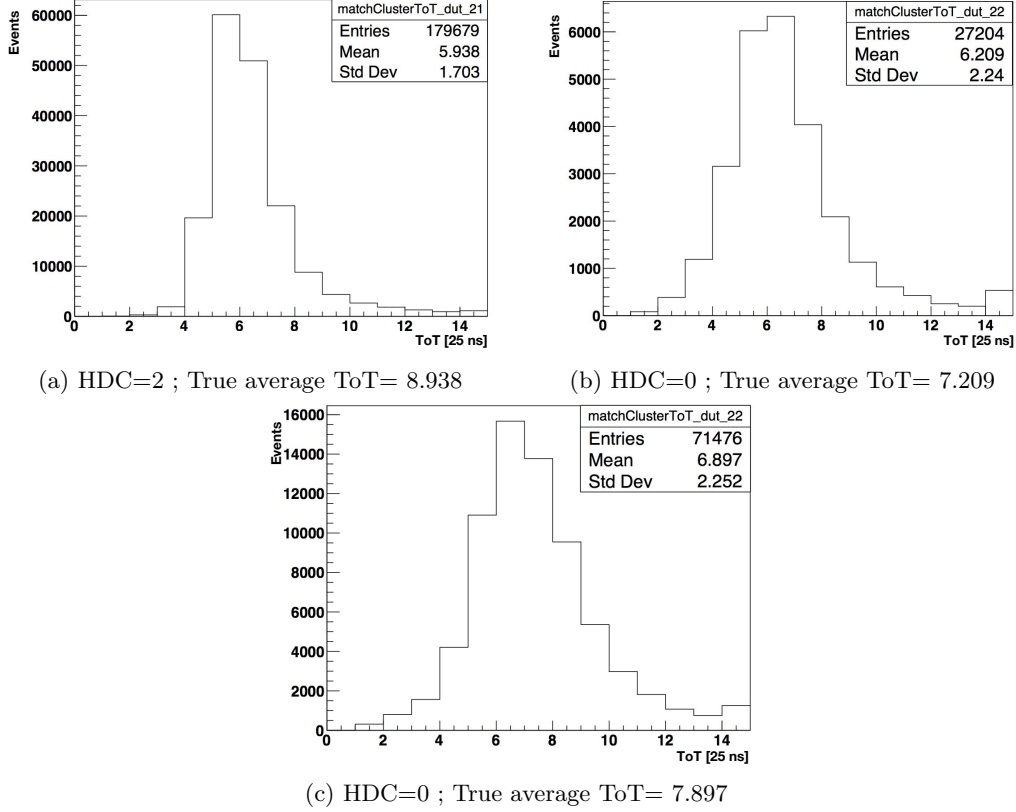 matchClusterToT_dut_21
Entries 179679
Mean 5.938
Std Dev 1.703
Events
60000
50000
40000
30000
20000
10000
0
0 2 4 6 8 10 12 14
ToT [25 ns]
(a) HDC=2 ; True average ToT= 8.938
matchClusterToT_dut_22
Entries 27204
Mean 6.209
Std Dev 2.24
Events
6000
5000
4000
3000
2000
1000
0
0 2 4 6 8 10 12 14
ToT [25 ns]
(b) HDC=0 ; True average ToT= 7.209
matchClusterToT_dut_22
Entries 71476
Mean 6.897
Std Dev 2.252
Events
16000
14000
12000
10000
8000
6000
4000
2000
0
0 2 4 6 8 10 12 14
ToT [25 ns]
(c) HDC=0 ; True average ToT= 7.897